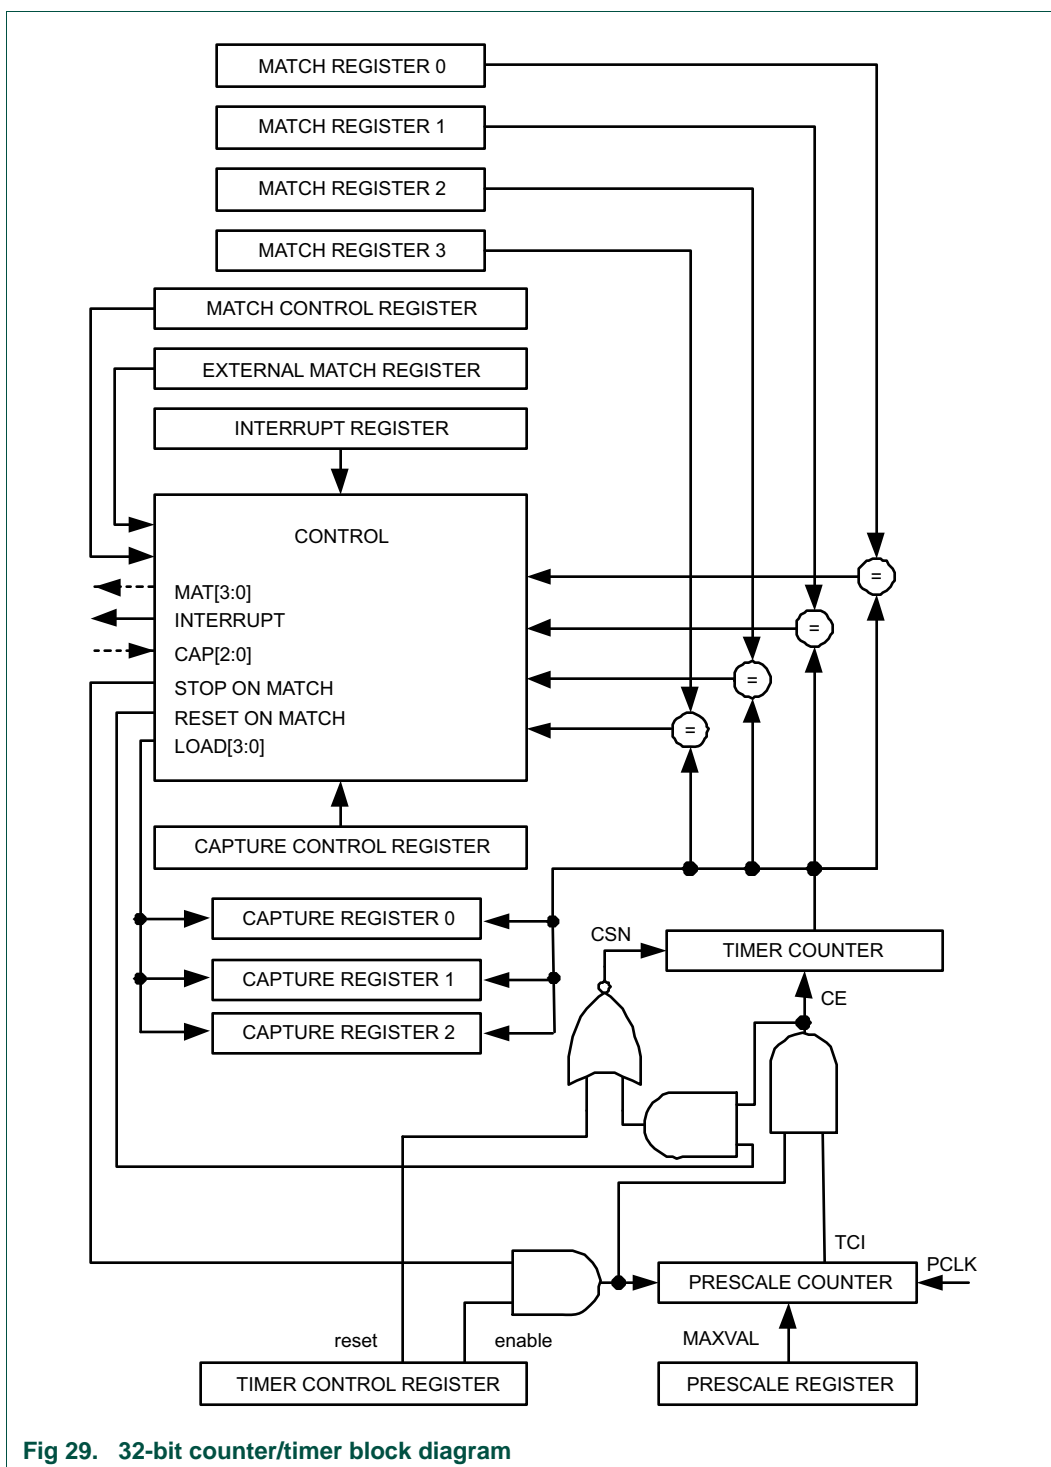 MATCH REGISTER 0
MATCH REGISTER 1
MATCH REGISTER 2
MATCH REGISTER 3
MATCH CONTROL REGISTER
EXTERNAL MATCH REGISTER
INTERRUPT REGISTER
CONTROL
MAT[3:0]
INTERRUPT
CAP[2:0]
STOP ON MATCH
RESET ON MATCH
LOAD[3:0]
=
=
=
=
CAPTURE CONTROL REGISTER
CAPTURE REGISTER 0
CAPTURE REGISTER 1
CAPTURE REGISTER 2
CSN
TIMER COUNTER
CE
TCI
PCLK
PRESCALE COUNTER
reset
enable
MAXVAL
TIMER CONTROL REGISTER
PRESCALE REGISTER
Fig 29. 32-bit counter/timer block diagram